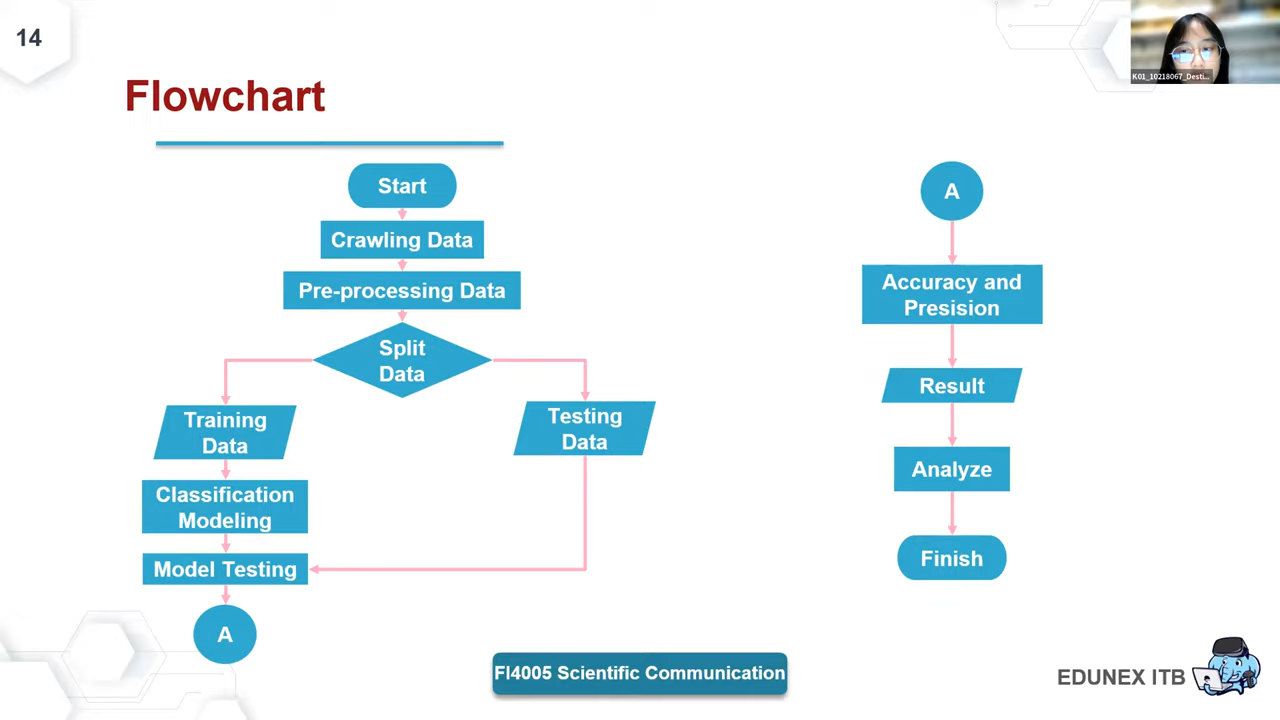 14
K01_10218067_Desti...
Flowchart
Start
Crawling Data
Pre-processing Data
Split
Data
Training
Data
Testing
Data
Classification
Modeling
Model Testing
A
A
Accuracy and
Presision
Result
Analyze
Finish
FI4005 Scientific Communication
EDUNEX ITB